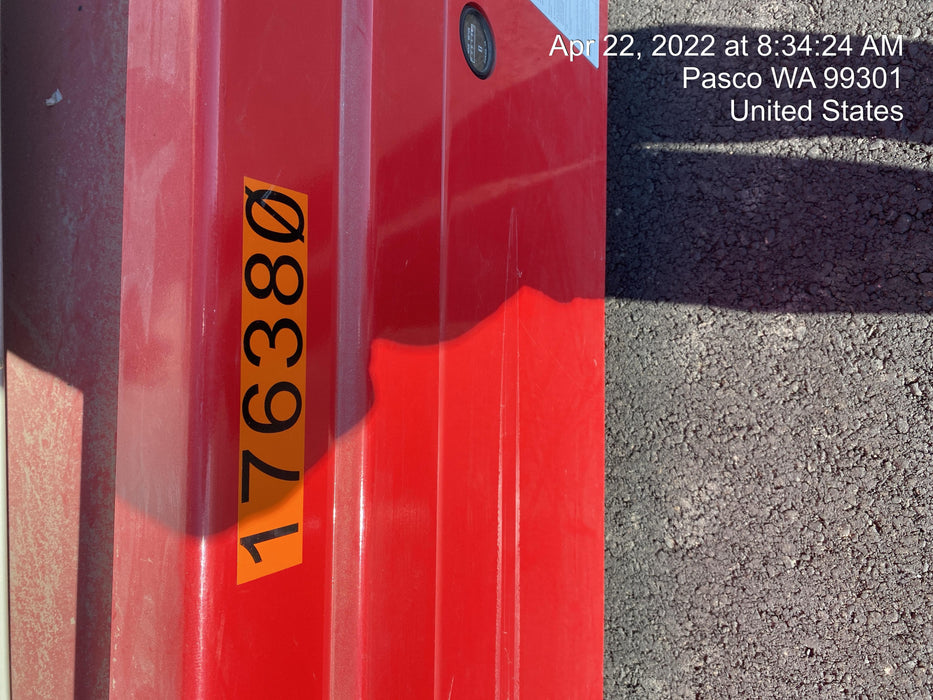 Apr 22, 2022 at 8:34:24 AM
Pasco WA 99301
United States
17638Ø